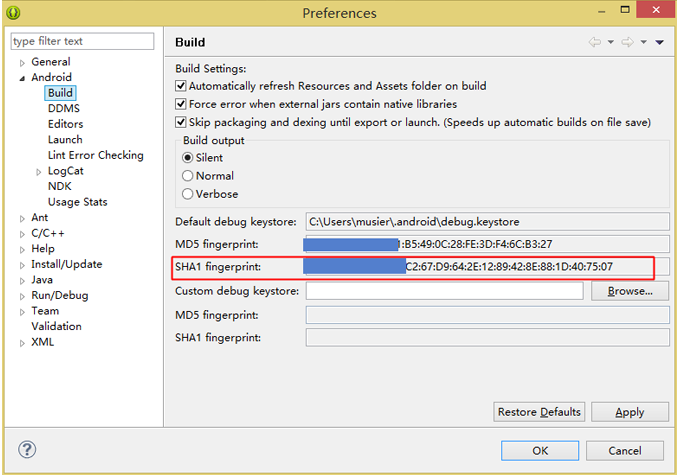 Preferences
type filter text
General
Android
Build
DDMS
Editors
Launch
Lint Error Checking
LogCat
NDK
Usage Stats
Ant
C/C++
Help
Install/Update
Java
Run/Debug
Team
Validation
XML
Build
Build Settings:
Automatically refresh Resources and Assets folder on build
Force error when external jars contain native libraries
Skip packaging and dexing until export or launch. (Speeds up automatic builds on file save)
Build output
Silent
Normal
Verbose
Default debug keystore: C:\Users\musier\.android\debug.keystore
MD5 fingerprint: :B5:49:0C:28:FE:3D:F4:6C:B3:27
SHA1 fingerprint: C2:67:D9:64:2E:12:89:42:8E:88:1D:40:75:07
Custom debug keystore: Browse...
MD5 fingerprint:
SHA1 fingerprint:
Restore Defaults Apply
OK Cancel